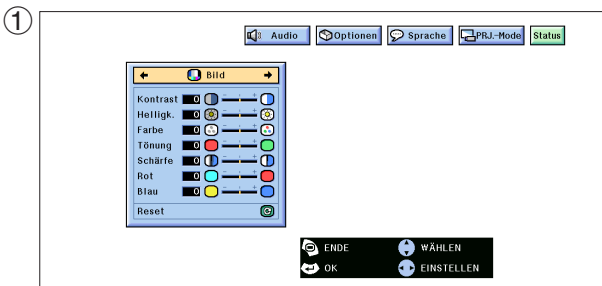 ①
Audio Optionen Sprache PRJ.-Mode Status
Bild
Kontrast 0 - +
Helligk. 0 - +
Farbe 0 - +
Tönung 0 - +
Schärfe 0 - +
Rot 0 - +
Blau 0 - +
Reset
ENDE WÄHLEN
OK EINSTELLEN